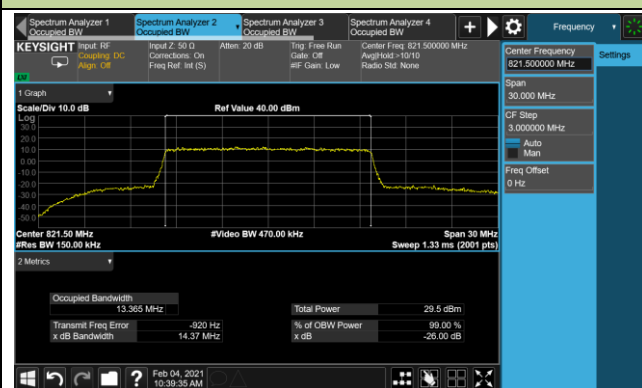 Spectrum Analyzer 1
Occupied BW
Spectrum Analyzer 2
Occupied BW
Spectrum Analyzer 3
Occupied BW
Spectrum Analyzer 4
Occupied BW
Frequency
KEYSIGHT
Input: RF
Coupling: DC
Align: Off
Input Z: 50 Ω
Corrections: On
Freq Ref: Int (S)
Atten: 20 dB
Trig: Free Run
Gate: Off
#IF Gain: Low
Center Freq: 821.500000 MHz
Avg|Hold:>10/10
Radio Std: None
Center Frequency
821.500000 MHz
Settings
Span
30.000 MHz
CF Step
3.000000 MHz
Auto
Man
Freq Offset
0 Hz
1 Graph
Scale/Div 10.0 dB
Ref Value 40.00 dBm
Log
30.0
20.0
10.0
0.00
-10.0
-20.0
-30.0
-40.0
-50.0
Center 821.50 MHz
#Video BW 470.00 kHz
Span 30 MHz
#Res BW 150.00 kHz
Sweep 1.33 ms (2001 pts)
2 Metrics
Occupied Bandwidth
13.365 MHz
Total Power 29.5 dBm
Transmit Freq Error -920 Hz
% of OBW Power 99.00 %
x dB Bandwidth 14.37 MHz
x dB -26.00 dB
?
Feb 04, 2021
10:39:35 AM